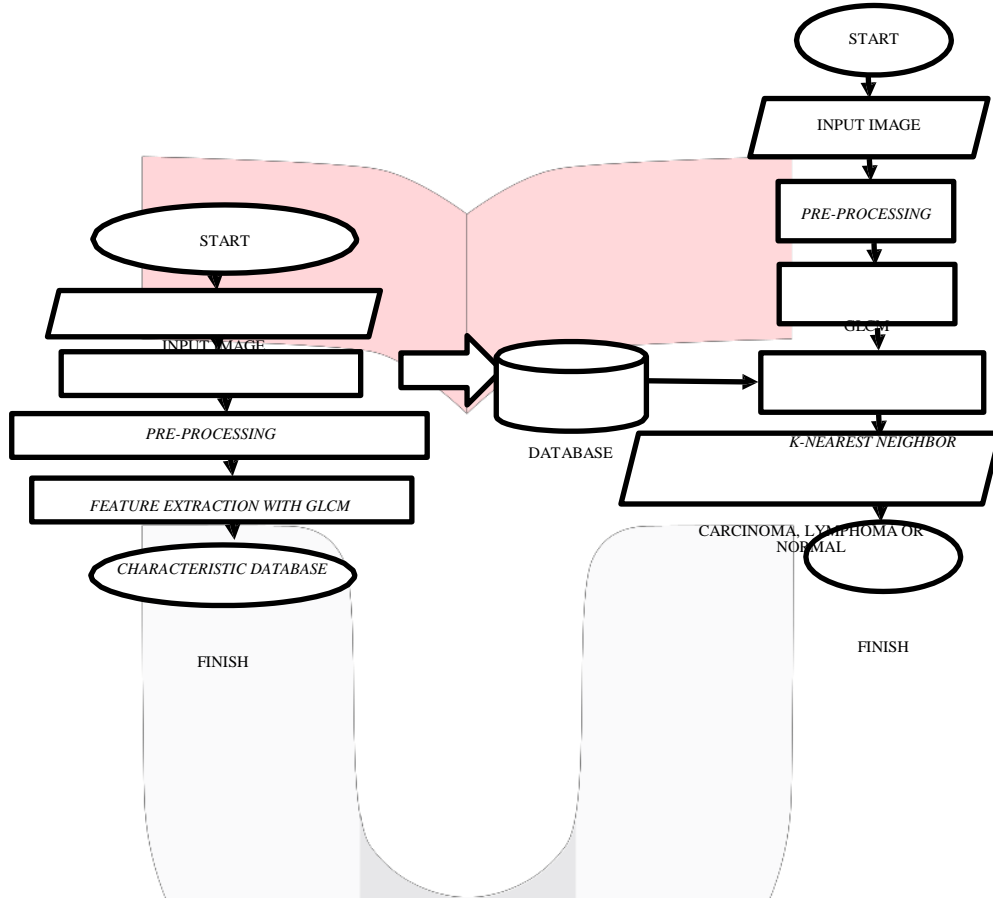 START
INPUT IMAGE
PRE-PROCESSING
FEATURE EXTRACTION WITH GLCM
CHARACTERISTIC DATABASE
FINISH
DATABASE
START
INPUT IMAGE
PRE-PROCESSING
GLCM
K-NEAREST NEIGHBOR
CARCINOMA, LYMPHOMA OR
NORMAL
FINISH